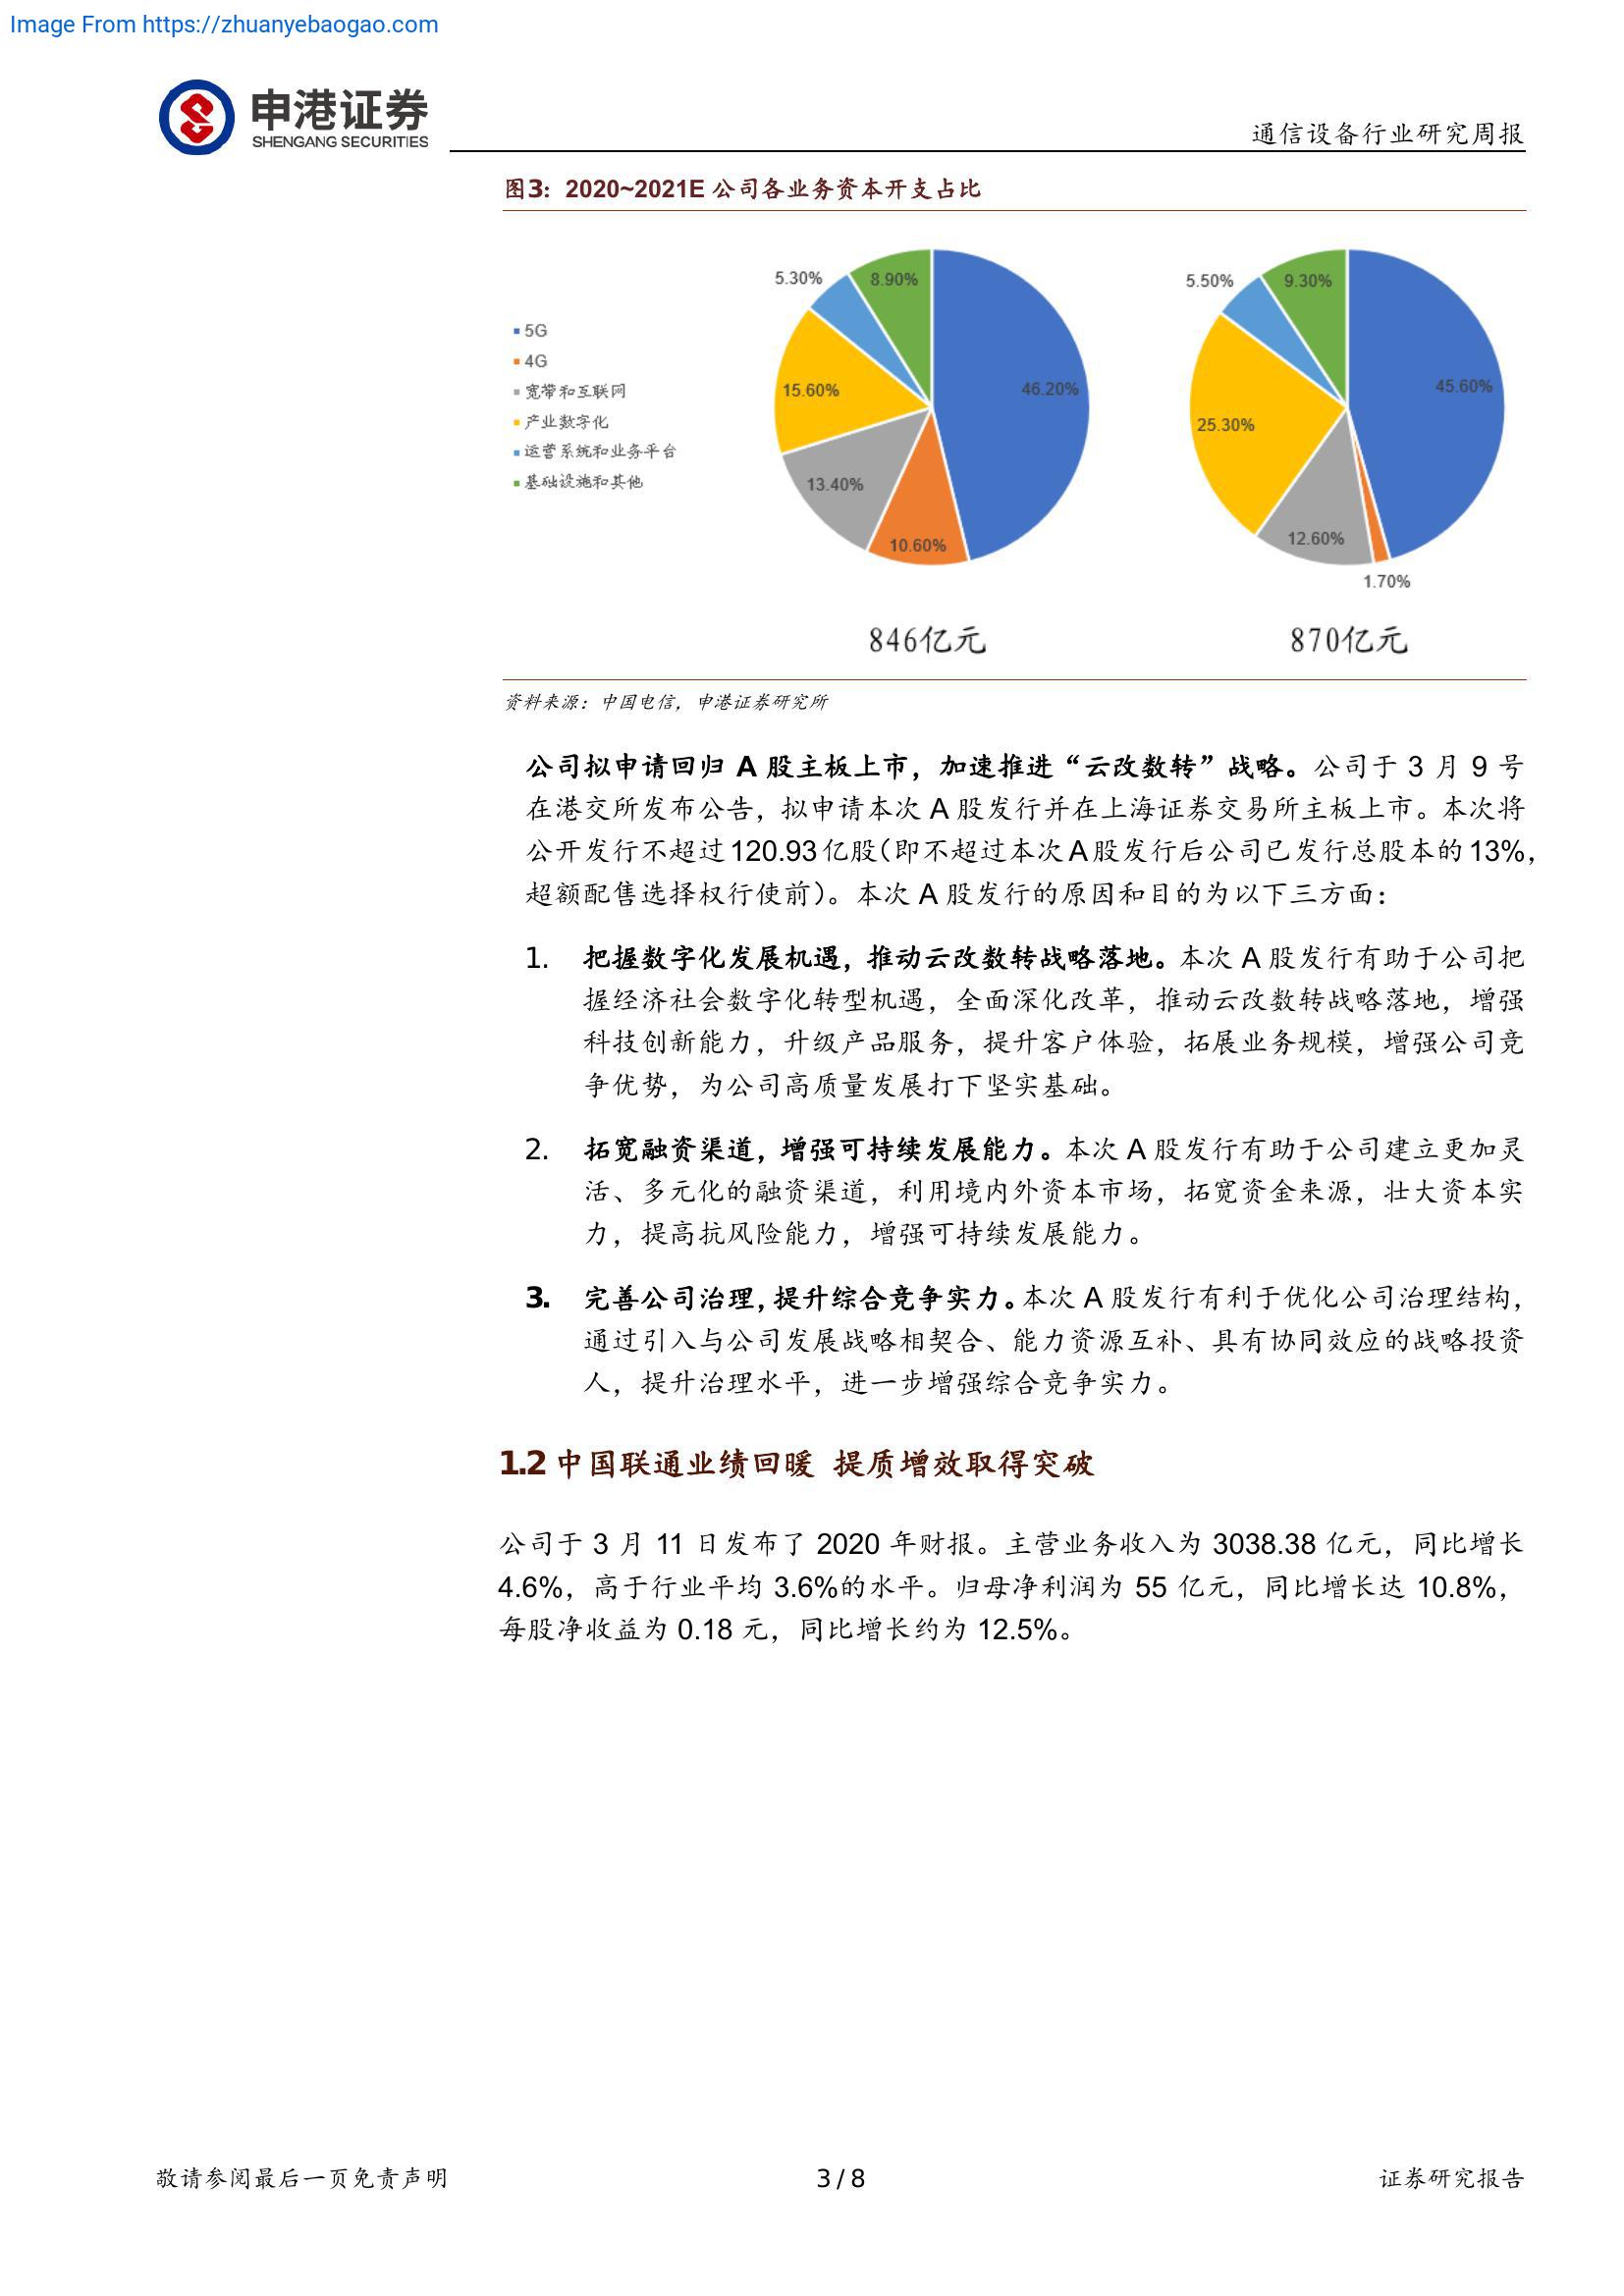 Image From https://zhuanyebaogao.com
申港证券
SHENGANG SECURITIES
通信设备行业研究周报
图3：2020~2021E 公司各业务资本开支占比
5G
4G
宽带和互联网
产业数字化
运营系统和业务平台
基础设施和其他
5.30%
8.90%
15.60%
46.20%
13.40%
10.60%
846亿元
5.50%
9.30%
45.60%
25.30%
12.60%
1.70%
870亿元
资料来源：中国电信，申港证券研究所
公司拟申请回归 A 股主板上市，加速推进“云改数转”战略。公司于 3 月 9 号
在港交所发布公告，拟申请本次 A 股发行并在上海证券交易所主板上市。本次将
公开发行不超过120.93亿股（即不超过本次A股发行后公司已发行总股本的13%，
超额配售选择权行使前）。本次 A 股发行的原因和目的为以下三方面：
1. 把握数字化发展机遇，推动云改数转战略落地。本次 A 股发行有助于公司把
握经济社会数字化转型机遇，全面深化改革，推动云改数转战略落地，增强
科技创新能力，升级产品服务，提升客户体验，拓展业务规模，增强公司竞
争优势，为公司高质量发展打下坚实基础。
2. 拓宽融资渠道，增强可持续发展能力。本次 A 股发行有助于公司建立更加灵
活、多元化的融资渠道，利用境内外资本市场，拓宽资金来源，壮大资本实
力，提高抗风险能力，增强可持续发展能力。
3. 完善公司治理，提升综合竞争实力。本次 A 股发行有利于优化公司治理结构，
通过引入与公司发展战略相契合、能力资源互补、具有协同效应的战略投资
人，提升治理水平，进一步增强综合竞争实力。
1.2 中国联通业绩回暖 提质增效取得突破
公司于 3 月 11 日发布了 2020 年财报。主营业务收入为 3038.38 亿元，同比增长
4.6%，高于行业平均 3.6%的水平。归母净利润为 55 亿元，同比增长达 10.8%，
每股净收益为 0.18 元，同比增长约为 12.5%。
敬请参阅最后一页免责声明
3 / 8
证券研究报告